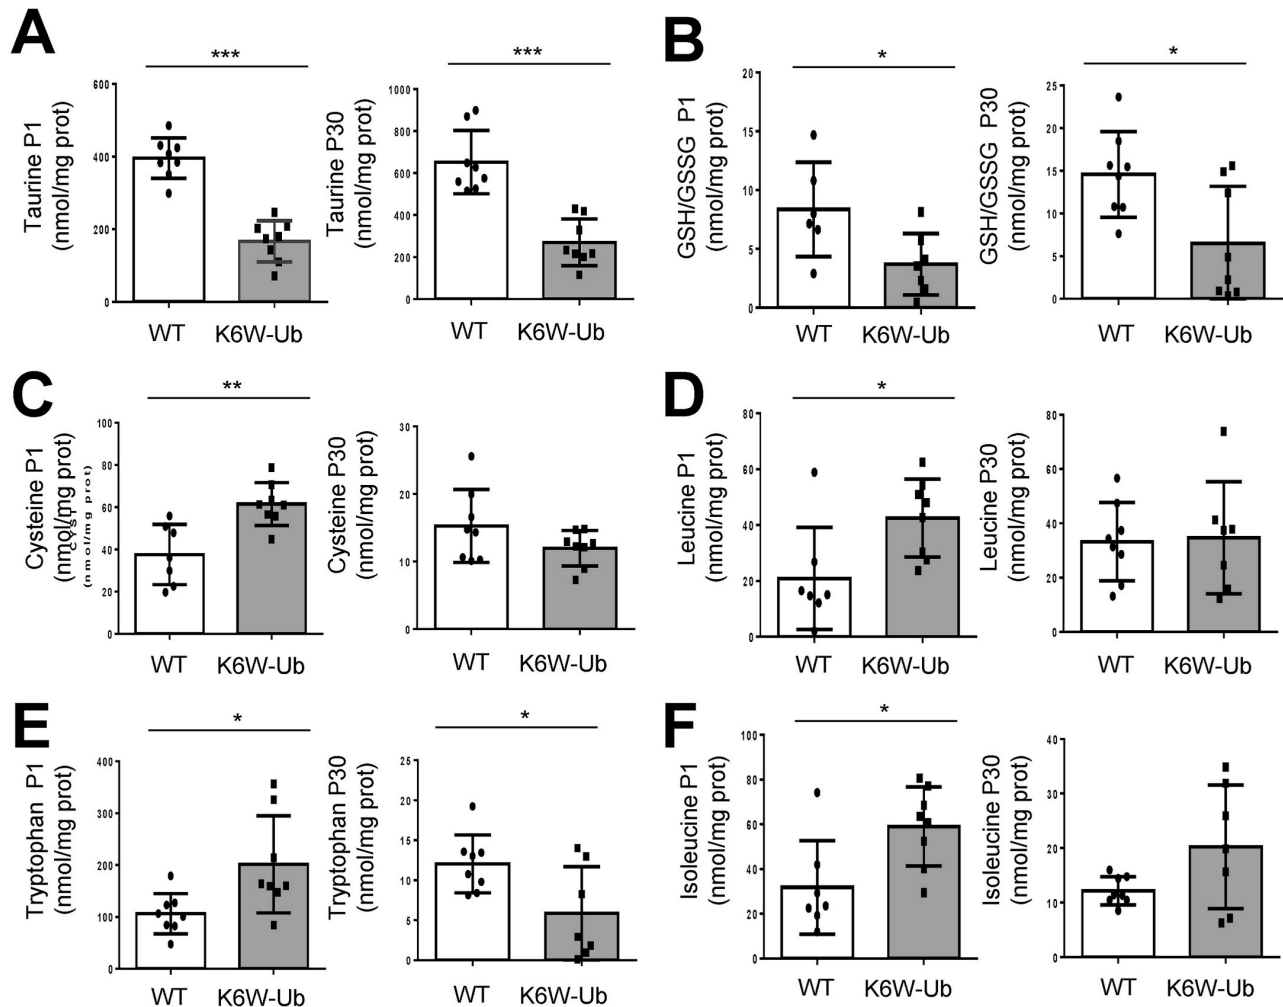 A
***
Taurine P1
(nmol/mg prot)
600
400
200
0
WT
K6W-Ub
***
Taurine P30
(nmol/mg prot)
1000
800
600
400
200
0
WT
K6W-Ub
B
*
GSH/GSSG P1
(nmol/mg prot)
20
15
10
5
0
WT
K6W-Ub
*
GSH/GSSG P30
(nmol/mg prot)
25
20
15
10
5
0
WT
K6W-Ub
C
**
Cysteine P1
(nmol/mg prot)
(nmol/mg prot)
100
80
60
40
20
0
WT
K6W-Ub
Cysteine P30
(nmol/mg prot)
30
20
10
0
WT
K6W-Ub
D
*
Leucine P1
(nmol/mg prot)
80
60
40
20
0
WT
K6W-Ub
Leucine P30
(nmol/mg prot)
80
60
40
20
0
WT
K6W-Ub
E
*
Tryptophan P1
(nmol/mg prot)
400
300
200
100
0
WT
K6W-Ub
*
Tryptophan P30
(nmol/mg prot)
25
20
15
10
5
0
WT
K6W-Ub
F
*
Isoleucine P1
(nmol/mg prot)
100
80
60
40
20
0
WT
K6W-Ub
Isoleucine P30
(nmol/mg prot)
40
30
20
10
0
WT
K6W-Ub